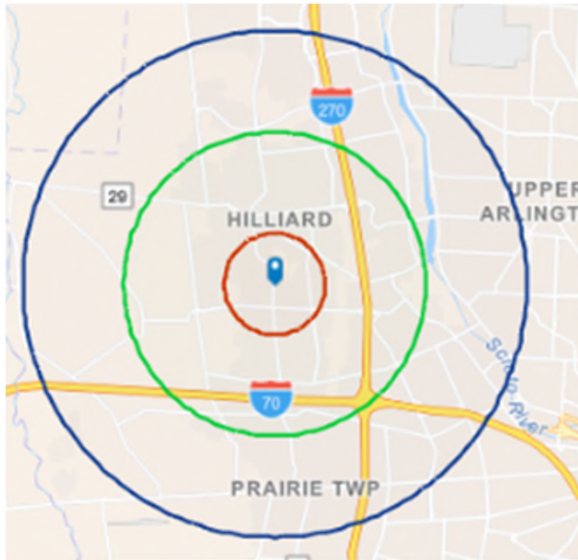 270
29
UPPER
ARLINGT
HILLIARD
Scioto River
70
PRAIRIE TWP